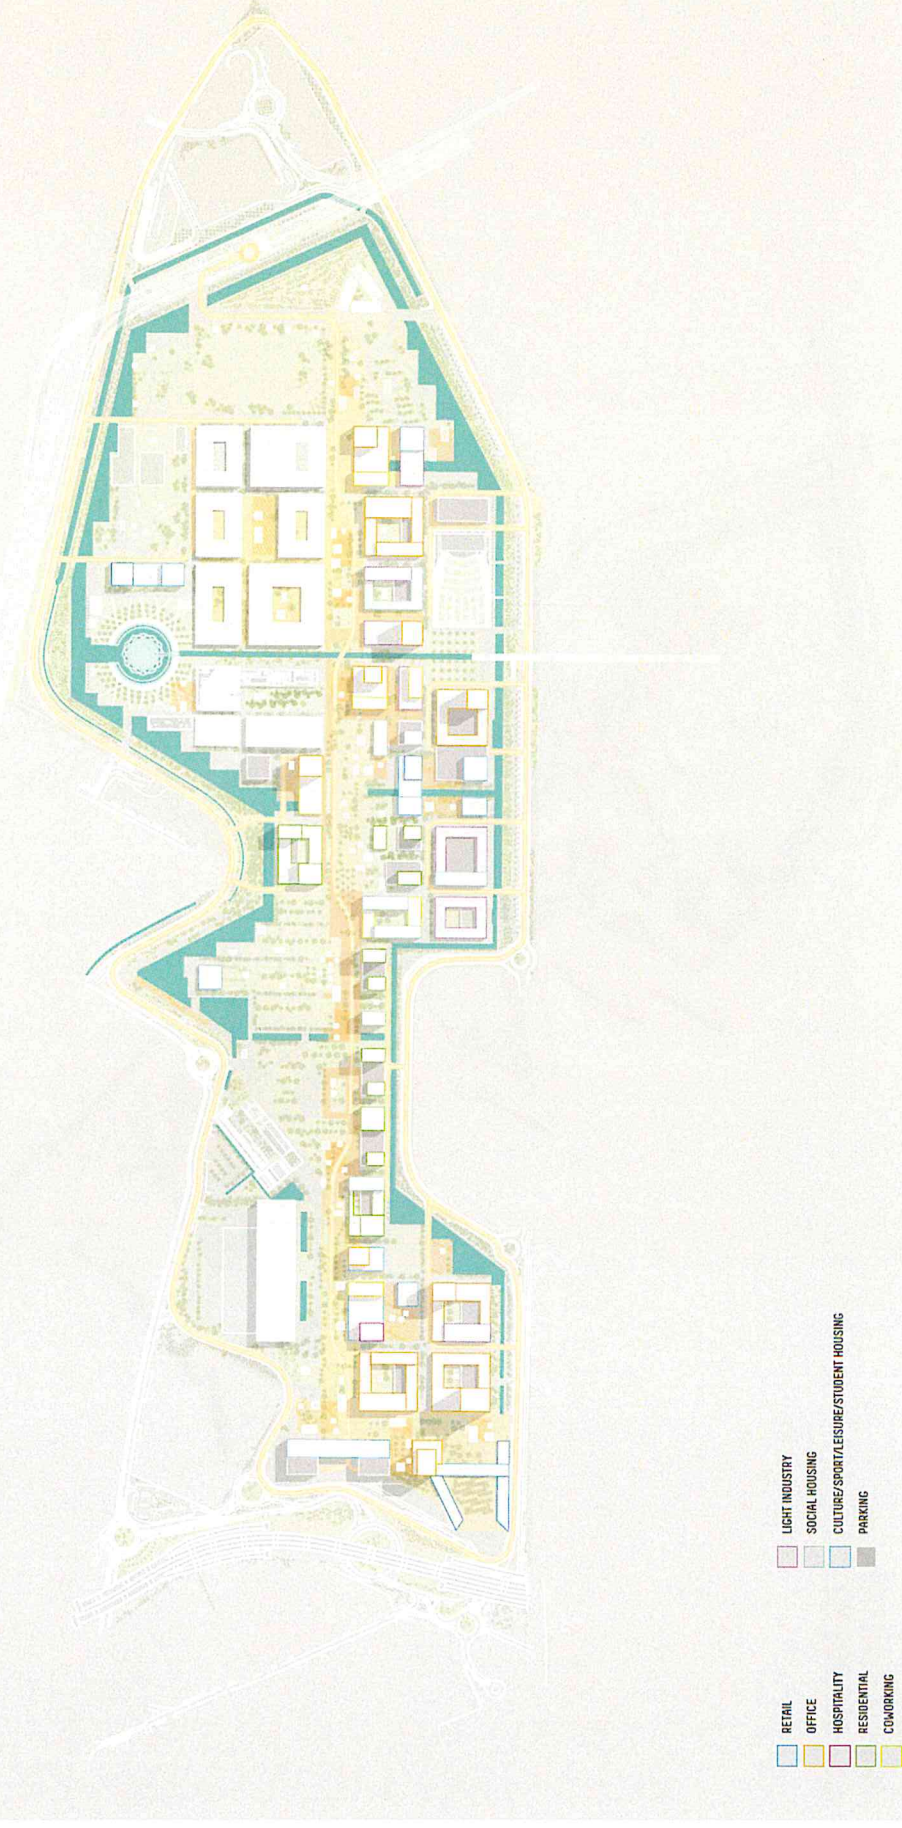 RETAIL
OFFICE
HOSPITALITY
RESIDENTIAL
COWORKING
LIGHT INDUSTRY
SOCIAL HOUSING
CULTURE/SPORT/LEISURE/STUDENT HOUSING
PARKING